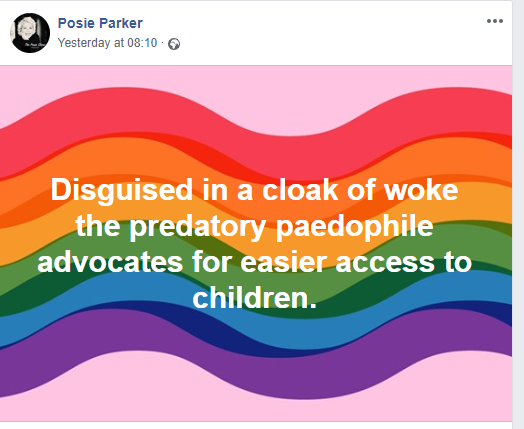 Posie Parker
Yesterday at 08:10 ·
Disguised in a cloak of woke
the predatory paedophile
advocates for easier access to
children.